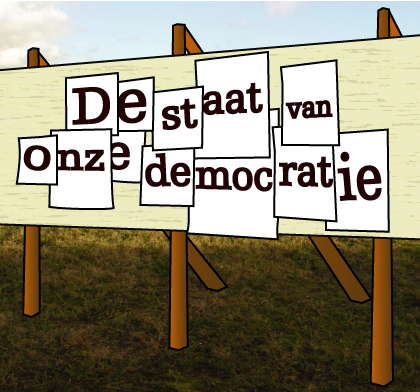 De staat van
onze democratie